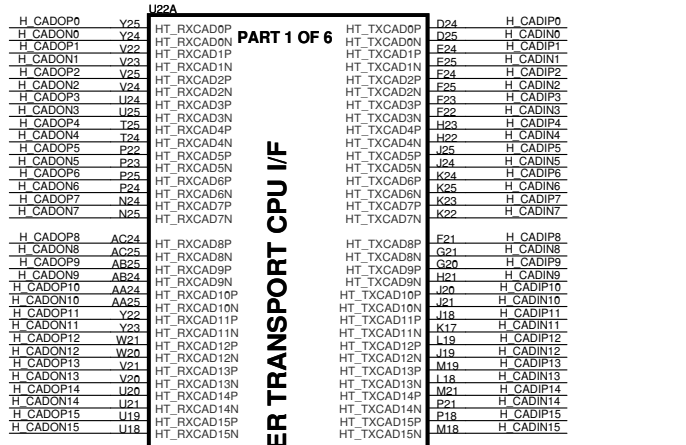 U22A
H_CADOP0 Y25 HT_RXCAD0P PART 1 OF 6 HT_TXCAD0P D24 H_CADIP0
H_CADON0 Y24 HT_RXCAD0N HT_TXCAD0N D25 H_CADIN0
H_CADOP1 V22 HT_RXCAD1P HT_TXCAD1P E24 H_CADIP1
H_CADON1 V23 HT_RXCAD1N HT_TXCAD1N E25 H_CADIN1
H_CADOP2 V25 HT_RXCAD2P HT_TXCAD2P F24 H_CADIP2
H_CADON2 V24 HT_RXCAD2N HT_TXCAD2N F25 H_CADIN2
H_CADOP3 U24 HT_RXCAD3P HT_TXCAD3P F23 H_CADIP3
H_CADON3 U25 HT_RXCAD3N HT_TXCAD3N F22 H_CADIN3
H_CADOP4 T25 HT_RXCAD4P HT_TXCAD4P H23 H_CADIP4
H_CADON4 T24 HT_RXCAD4N HT_TXCAD4N H22 H_CADIN4
H_CADOP5 P22 HT_RXCAD5P HT_TXCAD5P J25 H_CADIP5
H_CADON5 P23 HT_RXCAD5N HT_TXCAD5N J24 H_CADIN5
H_CADOP6 P25 HT_RXCAD6P HT_TXCAD6P K24 H_CADIP6
H_CADON6 P24 HT_RXCAD6N HT_TXCAD6N K25 H_CADIN6
H_CADOP7 N24 HT_RXCAD7P HT_TXCAD7P K23 H_CADIP7
H_CADON7 N25 HT_RXCAD7N HT_TXCAD7N K22 H_CADIN7
H_CADOP8 AC24 HT_RXCAD8P HT_TXCAD8P F21 H_CADIP8
H_CADON8 AC25 HT_RXCAD8N HT_TXCAD8N G21 H_CADIN8
H_CADOP9 AB25 HT_RXCAD9P HT_TXCAD9P G20 H_CADIP9
H_CADON9 AB24 HT_RXCAD9N HT_TXCAD9N H21 H_CADIN9
H_CADOP10 AA24 HT_RXCAD10P HT_TXCAD10P J20 H_CADIP10
H_CADON10 AA25 HT_RXCAD10N HT_TXCAD10N J21 H_CADIN10
H_CADOP11 Y22 HT_RXCAD11P HT_TXCAD11P J18 H_CADIP11
H_CADON11 Y23 HT_RXCAD11N HT_TXCAD11N K17 H_CADIN11
H_CADOP12 W21 HT_RXCAD12P HT_TXCAD12P L19 H_CADIP12
H_CADON12 W20 HT_RXCAD12N HT_TXCAD12N J19 H_CADIN12
H_CADOP13 V21 HT_RXCAD13P HT_TXCAD13P M19 H_CADIP13
H_CADON13 V20 HT_RXCAD13N HT_TXCAD13N L18 H_CADIN13
H_CADOP14 U20 HT_RXCAD14P HT_TXCAD14P M21 H_CADIP14
H_CADON14 U21 HT_RXCAD14N HT_TXCAD14N P21 H_CADIN14
H_CADOP15 U19 HT_RXCAD15P HT_TXCAD15P P18 H_CADIP15
H_CADON15 U18 HT_RXCAD15N HT_TXCAD15N M18 H_CADIN15
ER TRANSPORT CPU I/F